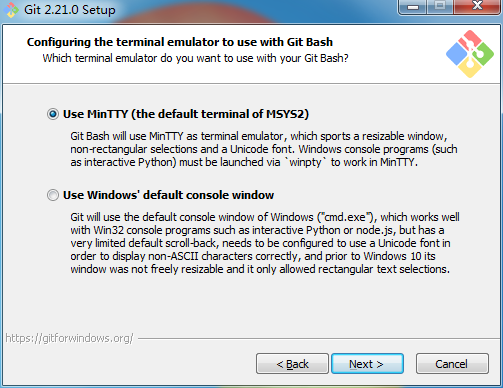 Git 2.21.0 Setup
Configuring the terminal emulator to use with Git Bash
Which terminal emulator do you want to use with your Git Bash?
Use MinTTY (the default terminal of MSYS2)
Git Bash will use MinTTY as terminal emulator, which sports a resizable window,
non-rectangular selections and a Unicode font. Windows console programs (such
as interactive Python) must be launched via `winpty` to work in MinTTY.
Use Windows' default console window
Git will use the default console window of Windows ("cmd.exe"), which works well
with Win32 console programs such as interactive Python or node.js, but has a
very limited default scroll-back, needs to be configured to use a Unicode font in
order to display non-ASCII characters correctly, and prior to Windows 10 its
window was not freely resizable and it only allowed rectangular text selections.
https://gitforwindows.org/
< Back
Next >
Cancel